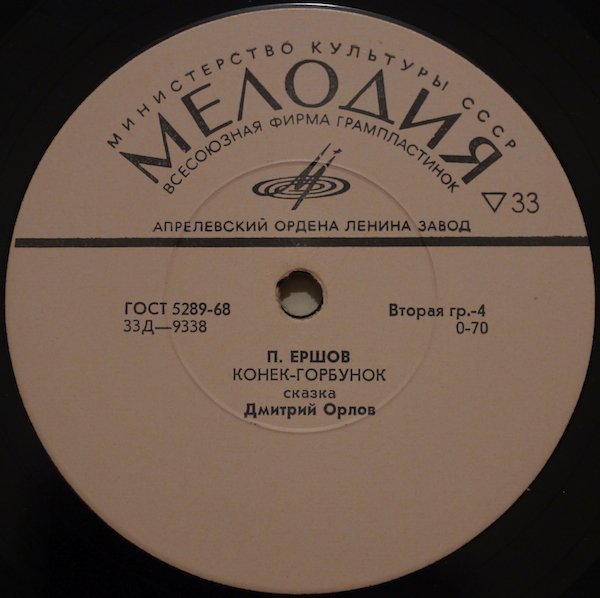 МИНИСТЕРСТВО КУЛЬТУРЫ СССР
МЕЛОДИЯ
ВСЕСОЮЗНАЯ ФИРМА ГРАМПЛАСТИНОК
▽33
АПРЕЛЕВСКИЙ ОРДЕНА ЛЕНИНА ЗАВОД
ГОСТ 5289-68
33Д—9338
Вторая гр.-4
0-70
П. ЕРШОВ
КОНЕК-ГОРБУНОК
сказка
Дмитрий Орлов